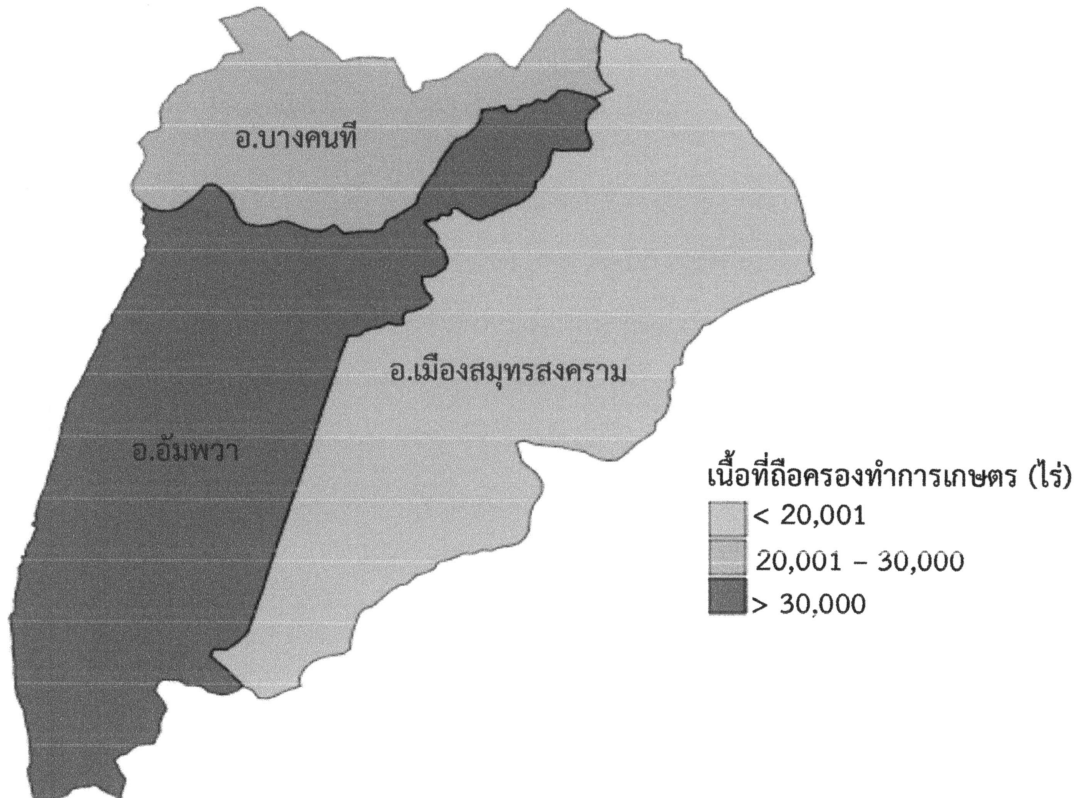 อ.บางคนที
อ.เมืองสมุทรสงคราม
อ.อัมพวา
เนื้อที่ถือครองทำการเกษตร (ไร่)
< 20,001
20,001 – 30,000
> 30,000